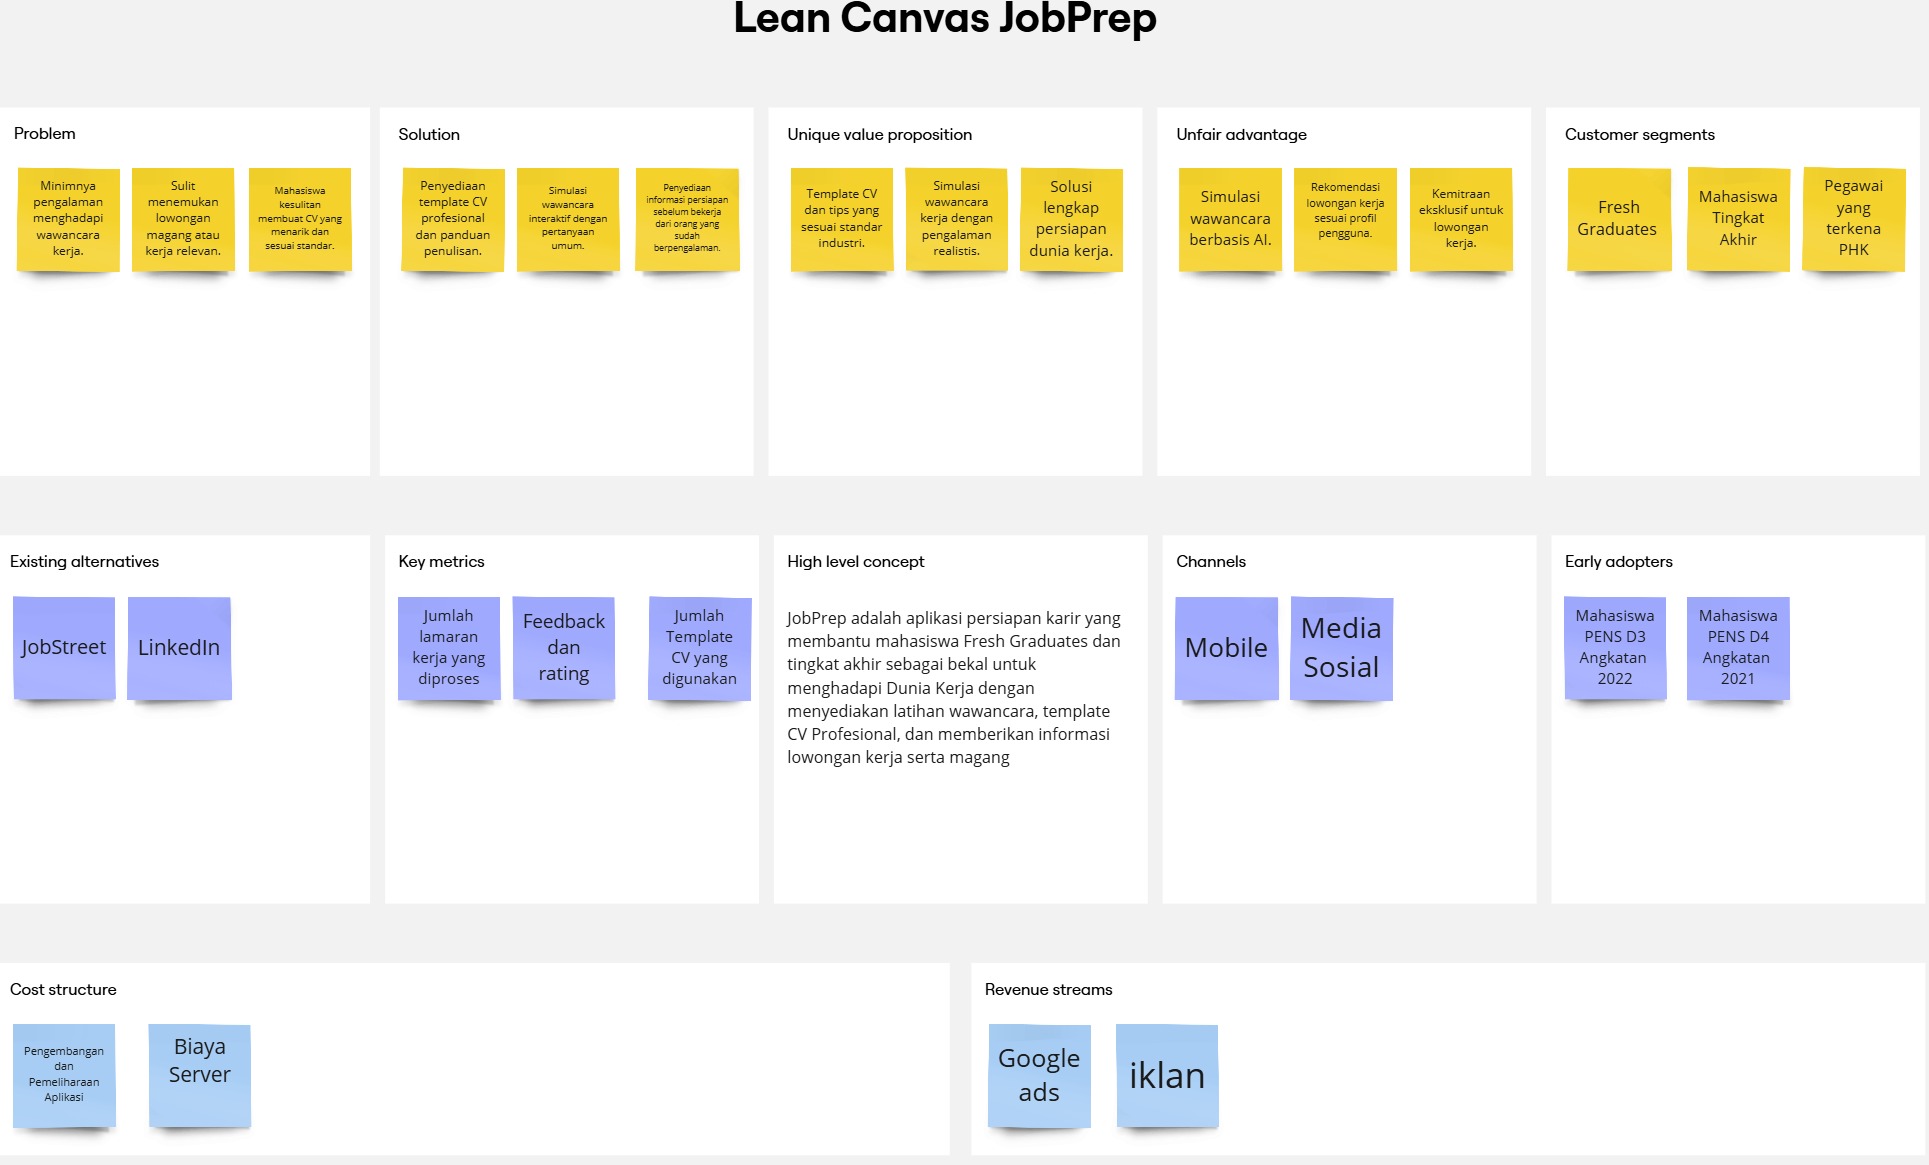 Lean Canvas JobPrep
Problem
Minimnya
pengalaman
menghadapi
wawancara
kerja.
Sulit
menemukan
lowongan
magang atau
kerja relevan.
Mahasiswa
kesulitan
membuat CV yang
menarik dan
sesuai standar.
Solution
Penyediaan
template CV
profesional
dan panduan
penulisan.
Simulasi
wawancara
interaktif dengan
pertanyaan
umum.
Penyediaan
informasi persiapan
sebelum bekerja
dari orang yang
sudah
berpengalaman.
Unique value proposition
Template CV
dan tips yang
sesuai standar
industri.
Simulasi
wawancara
kerja dengan
pengalaman
realistis.
Solusi
lengkap
persiapan
dunia kerja.
Unfair advantage
Simulasi
wawancara
berbasis AI.
Rekomendasi
lowongan kerja
sesuai profil
pengguna.
Kemitraan
eksklusif untuk
lowongan
kerja.
Customer segments
Fresh
Graduates
Mahasiswa
Tingkat
Akhir
Pegawai
yang
terkena
PHK
Existing alternatives
JobStreet
LinkedIn
Key metrics
Jumlah
lamaran
kerja yang
diproses
Feedback
dan
rating
Jumlah
Template
CV yang
digunakan
High level concept
JobPrep adalah aplikasi persiapan karir yang
membantu mahasiswa Fresh Graduates dan
tingkat akhir sebagai bekal untuk
menghadapi Dunia Kerja dengan
menyediakan latihan wawancara, template
CV Profesional, dan memberikan informasi
lowongan kerja serta magang
Channels
Mobile
Media
Sosial
Early adopters
Mahasiswa
PENS D3
Angkatan
2022
Mahasiswa
PENS D4
Angkatan
2021
Cost structure
Pengembangan
dan
Pemeliharaan
Aplikasi
Biaya
Server
Revenue streams
Google
ads
iklan